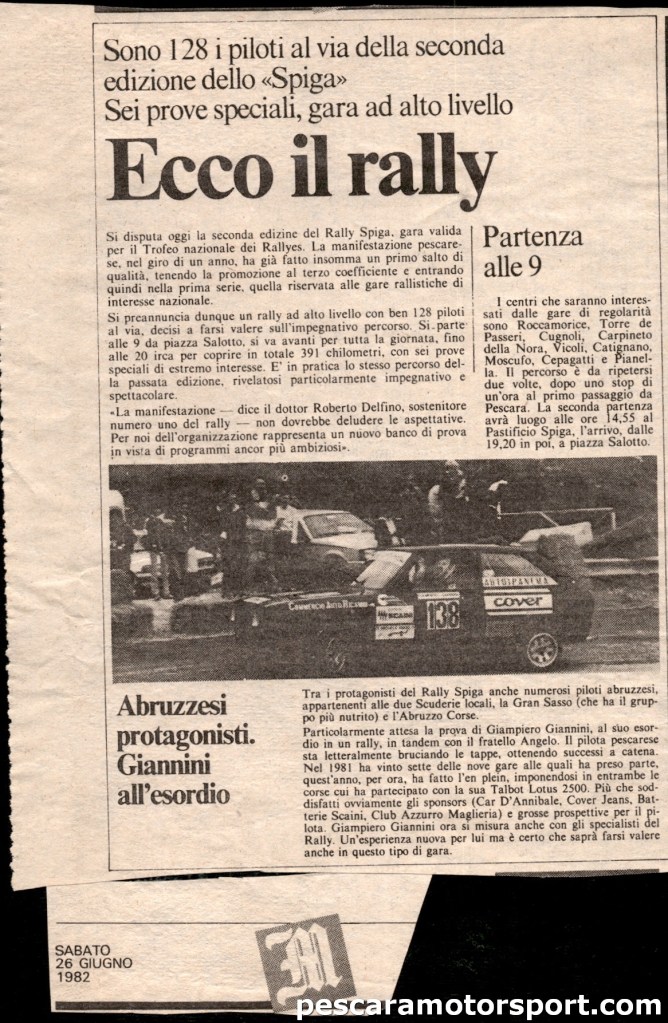 Sono 128 i piloti al via della seconda
edizione dello «Spiga»
Sei prove speciali, gara ad alto livello
Ecco il rally
Si disputa oggi la seconda edizine del Rally Spiga, gara valida
per il Trofeo nazionale dei Rallyes. La manifestazione pescare-
se, nel giro di un anno, ha già fatto insomma un primo salto di
qualità, tenendo la promozione al terzo coefficiente e entrando
quindi nella prima serie, quella riservata alle gare rallistiche di
interesse nazionale.
Si preannuncia dunque un rally ad alto livello con ben 128 piloti
al via, decisi a farsi valere sull'impegnativo percorso. Si parte
alle 9 da piazza Salotto, si va avanti per tutta la giornata, fino
alle 20 irca per coprire in totale 391 chilometri, con sei prove
speciali di estremo interesse. E' in pratica lo stesso percorso del-
la passata edizione, rivelatosi particolarmente impegnativo e
spettacolare.
«La manifestazione — dice il dottor Roberto Delfino, sostenitore
numero uno del rally — non dovrebbe deludere le aspettative.
Per noi dell'organizzazione rappresenta un nuovo banco di prova
in vista di programmi ancor più ambiziosi».
Partenza
alle 9
I centri che saranno interes-
sati dalle gare di regolarità
sono Roccamorice, Torre de
Passeri, Cugnoli, Carpineto
della Nora, Vicoli, Catignano,
Moscufo, Cepagatti e Pianel-
la. Il percorso è da ripetersi
due volte, dopo uno stop di
un'ora al primo passaggio da
Pescara. La seconda partenza
avrà luogo alle ore 14,55 al
Pastificio Spiga, l'arrivo, dalle
19,20 in poi, a piazza Salotto.
COMMERCIO AUTO RICAMBI
SCAINI
138
AUTOSPANEMA
cover
Abruzzesi
protagonisti.
Giannini
all'esordio
Tra i protagonisti del Rally Spiga anche numerosi piloti abruzzesi,
appartenenti alle due Scuderie locali, la Gran Sasso (che ha il grup-
po più nutrito) e l'Abruzzo Corse.
Particolarmente attesa la prova di Giampiero Giannini, al suo esor-
dio in un rally, in tandem con il fratello Angelo. Il pilota pescarese
sta letteralmente bruciando le tappe, ottenendo successi a catena.
Nel 1981 ha vinto sette delle nove gare alle quali ha preso parte,
quest'anno, per ora, ha fatto l'en plein, imponendosi in entrambe le
corse cui ha partecipato con la sua Talbot Lotus 2500. Più che sod-
disfatti ovviamente gli sponsors (Car D'Annibale, Cover Jeans, Bat-
terie Scaini, Club Azzurro Maglieria) e grosse prospettive per il pi-
lota. Giampiero Giannini ora si misura anche con gli specialisti del
Rally. Un'esperienza nuova per lui ma è certo che saprà farsi valere
anche in questo tipo di gara.
SABATO
26 GIUGNO
1982
M
pescaramotorsport.com